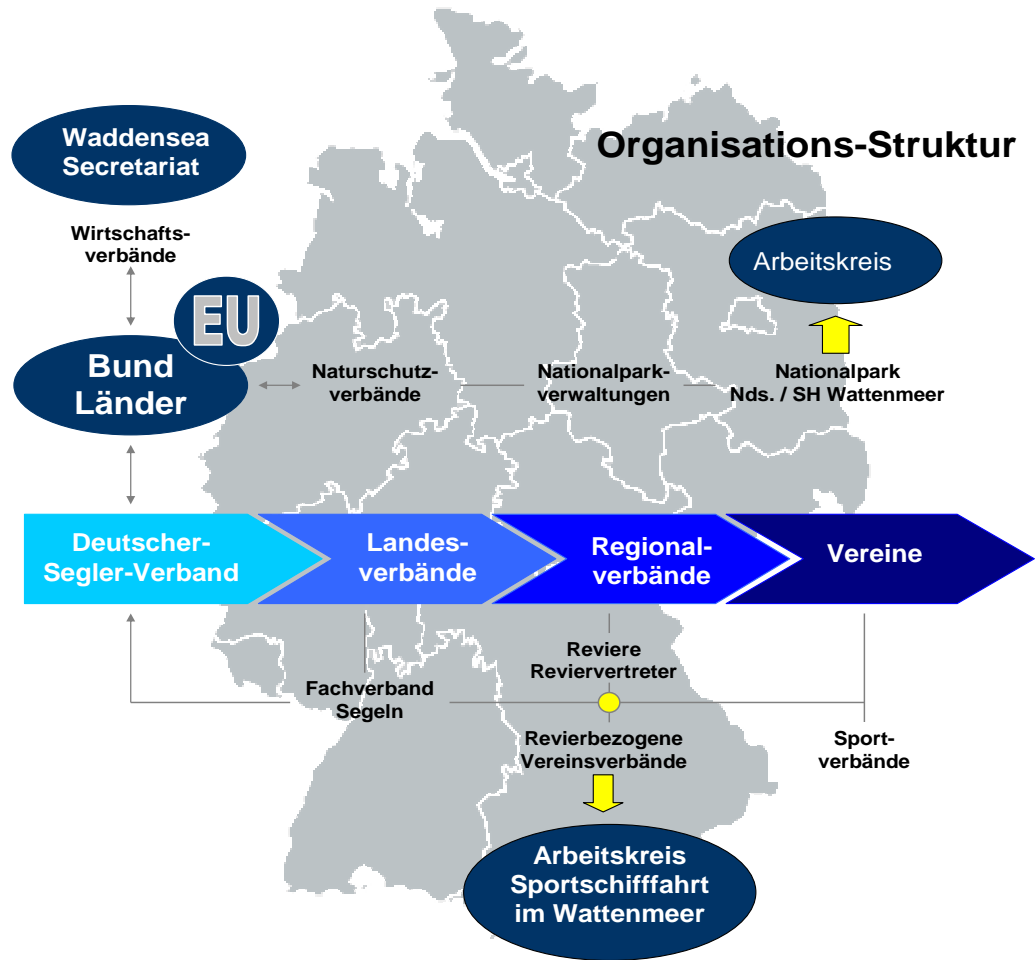 Waddensea
Secretariat
Organisations-Struktur
Wirtschafts-
verbände
Arbeitskreis
EU
Bund
Länder
Naturschutz-
verbände
Nationalpark-
verwaltungen
Nationalpark
Nds. / SH Wattenmeer
Deutscher-
Segler-Verband
Landes-
verbände
Regional-
verbände
Vereine
Reviere
Reviervertreter
Fachverband
Segeln
Revierbezogene
Vereinsverbände
Sport-
verbände
Arbeitskreis
Sportschifffahrt
im Wattenmeer